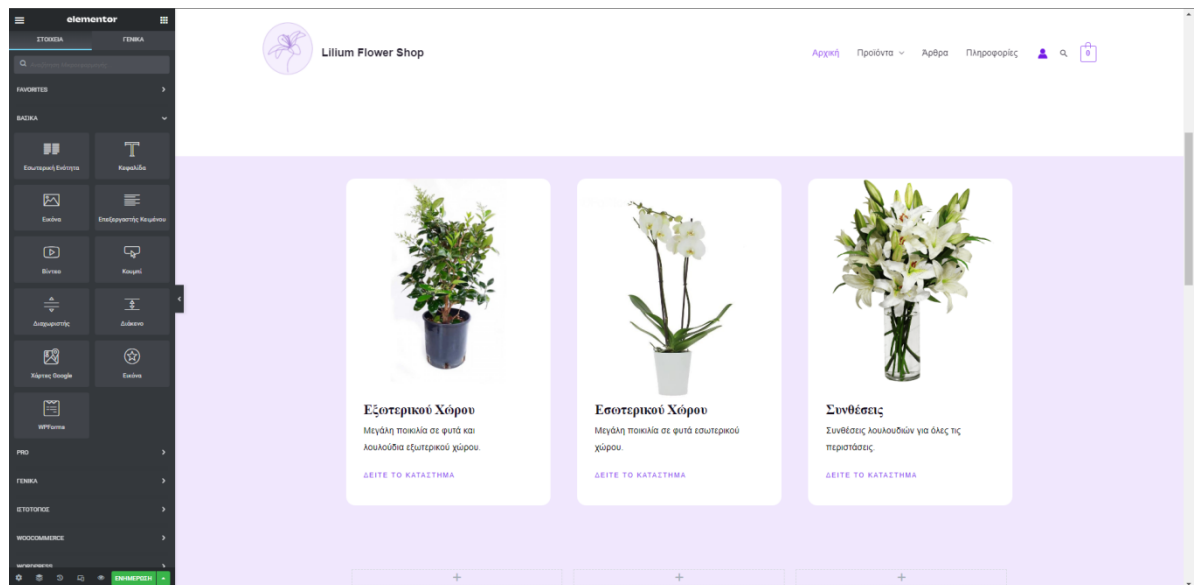 elementor
ΣΤΟΙΧΕΙΑ
ΓΕΝΙΚΑ
FAVORITES
ΒΑΣΙΚΑ
Εσωτερική Ενότητα
Κεφαλίδα
Εικόνα
Επεξεργαστής Κειμένου
Βίντεο
Κουμπί
Διαχωριστής
Διάκενο
Χάρτες Google
Εικόνα
WPForms
PRO
ΓΕΝΙΚΑ
ΙΣΤΟΤΟΠΟΣ
WOOCOMMERCE
WORDPRESS
ΕΝΗΜΕΡΩΣΗ
Lilium Flower Shop
Αρχική Προϊόντα Άρθρα Πληροφορίες 0
Εξωτερικού Χώρου
Μεγάλη ποικιλία σε φυτά και
λουλούδια εξωτερικού χώρου.
ΔΕΙΤΕ ΤΟ ΚΑΤΑΣΤΗΜΑ
Εσωτερικού Χώρου
Μεγάλη ποικιλία σε φυτά εσωτερικού
χώρου.
ΔΕΙΤΕ ΤΟ ΚΑΤΑΣΤΗΜΑ
Συνθέσεις
Συνθέσεις λουλουδιών για όλες τις
περιστάσεις.
ΔΕΙΤΕ ΤΟ ΚΑΤΑΣΤΗΜΑ